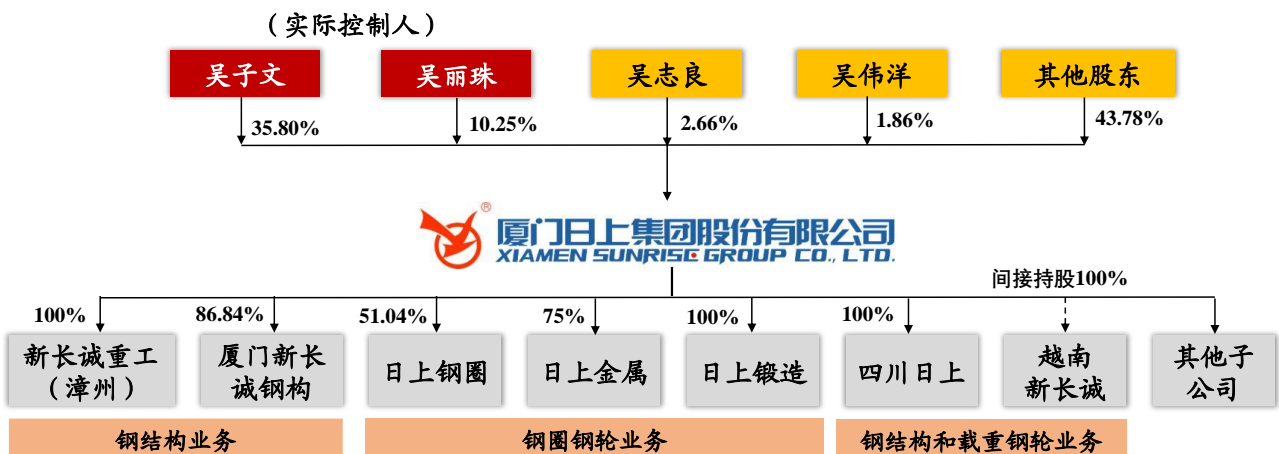 （实际控制人）
吴子文
吴丽珠
吴志良
吴伟洋
其他股东
35.80%
10.25%
2.66%
1.86%
43.78%
®
厦门日上集团股份有限公司
XIAMEN SUNRISE GROUP CO., LTD.
间接持股100%
100%
86.84%
51.04%
75%
100%
100%
新长诚重工
（漳州）
厦门新长
诚钢构
日上钢圈
日上金属
日上锻造
四川日上
越南
新长诚
其他子
公司
钢结构业务
钢圈钢轮业务
钢结构和载重钢轮业务